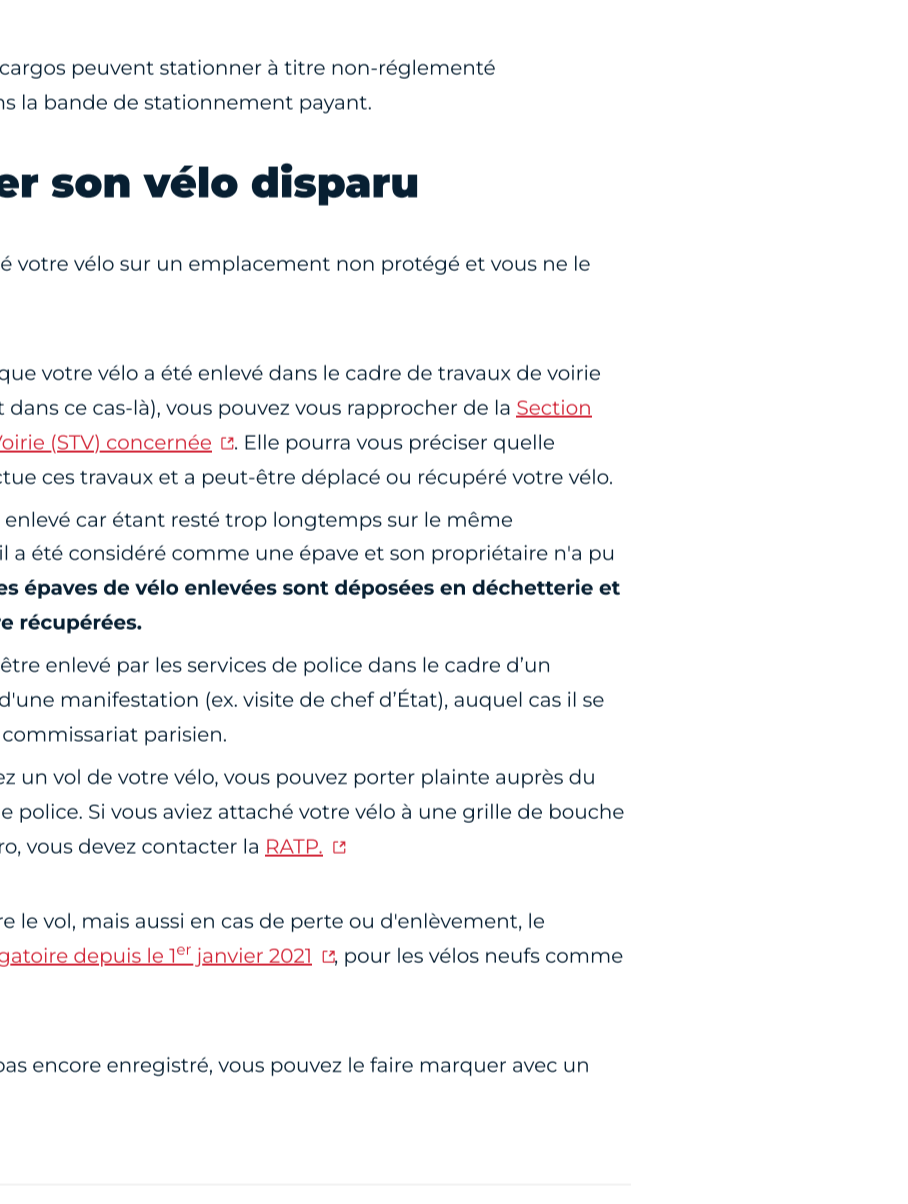 cargos peuvent stationner à titre non-réglementé
ns la bande de stationnement payant.
er son vélo disparu
é votre vélo sur un emplacement non protégé et vous ne le
que votre vélo a été enlevé dans le cadre de travaux de voirie
t dans ce cas-là), vous pouvez vous rapprocher de la Section
Voirie (STV) concernée. Elle pourra vous préciser quelle
ctue ces travaux et a peut-être déplacé ou récupéré votre vélo.
enlevé car étant resté trop longtemps sur le même
il a été considéré comme une épave et son propriétaire n'a pu
es épaves de vélo enlevées sont déposées en déchetterie et
re récupérées.
être enlevé par les services de police dans le cadre d’un
d'une manifestation (ex. visite de chef d’État), auquel cas il se
commissariat parisien.
ez un vol de votre vélo, vous pouvez porter plainte auprès du
e police. Si vous aviez attaché votre vélo à une grille de bouche
ro, vous devez contacter la RATP.
re le vol, mais aussi en cas de perte ou d'enlèvement, le
gatoire depuis le 1er janvier 2021, pour les vélos neufs comme
pas encore enregistré, vous pouvez le faire marquer avec un